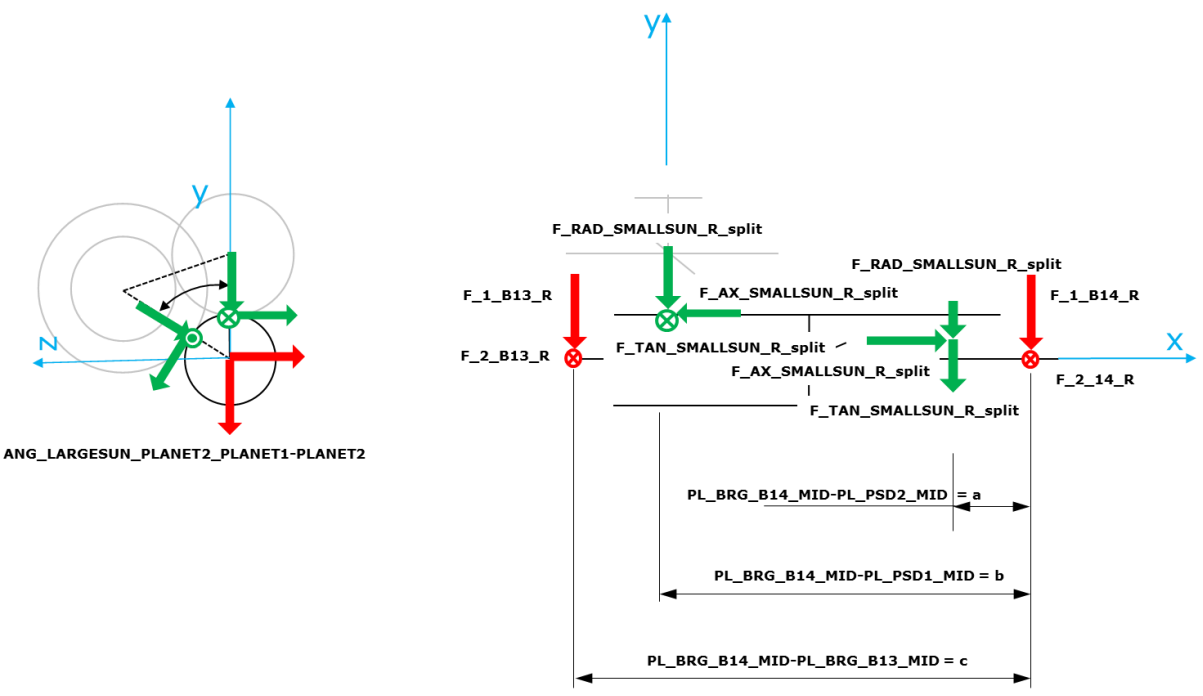 y
y
z
ANG_LARGESUN_PLANET2_PLANET1-PLANET2
F_RAD_SMALLSUN_R_split
F_RAD_SMALLSUN_R_split
F_1_B13_R
F_AX_SMALLSUN_R_split
F_1_B14_R
F_2_B13_R
F_TAN_SMALLSUN_R_split
x
F_AX_SMALLSUN_R_split
F_2_14_R
F_TAN_SMALLSUN_R_split
PL_BRG_B14_MID-PL_PSD2_MID = a
PL_BRG_B14_MID-PL_PSD1_MID = b
PL_BRG_B14_MID-PL_BRG_B13_MID = c